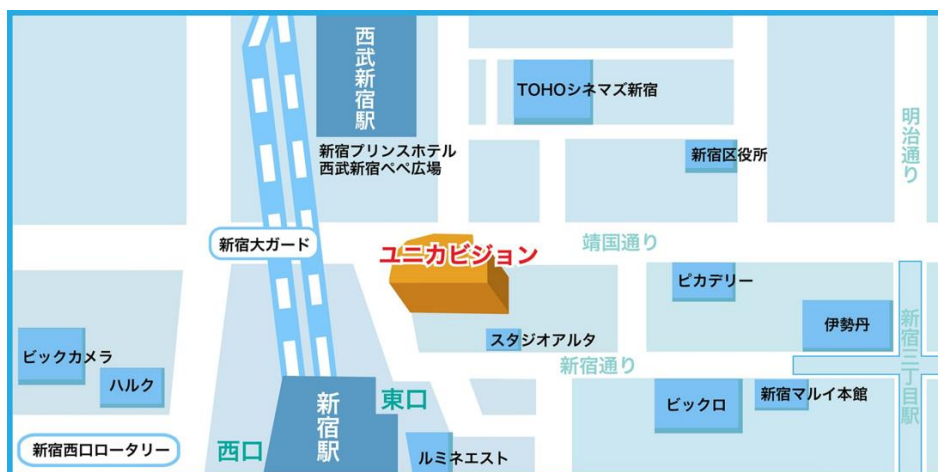 西武新宿駅
TOHOシネマズ新宿
明治通り
新宿プリンスホテル
西武新宿ペペ広場
新宿区役所
新宿大ガード
ユニカビジョン
靖国通り
ピカデリー
スタジオアルタ
伊勢丹
新宿三丁目駅
ビックカメラ
新宿通り
ハルク
新宿駅
東口
ビックロ
新宿マルイ本館
新宿西口ロータリー
西口
ルミネエスト